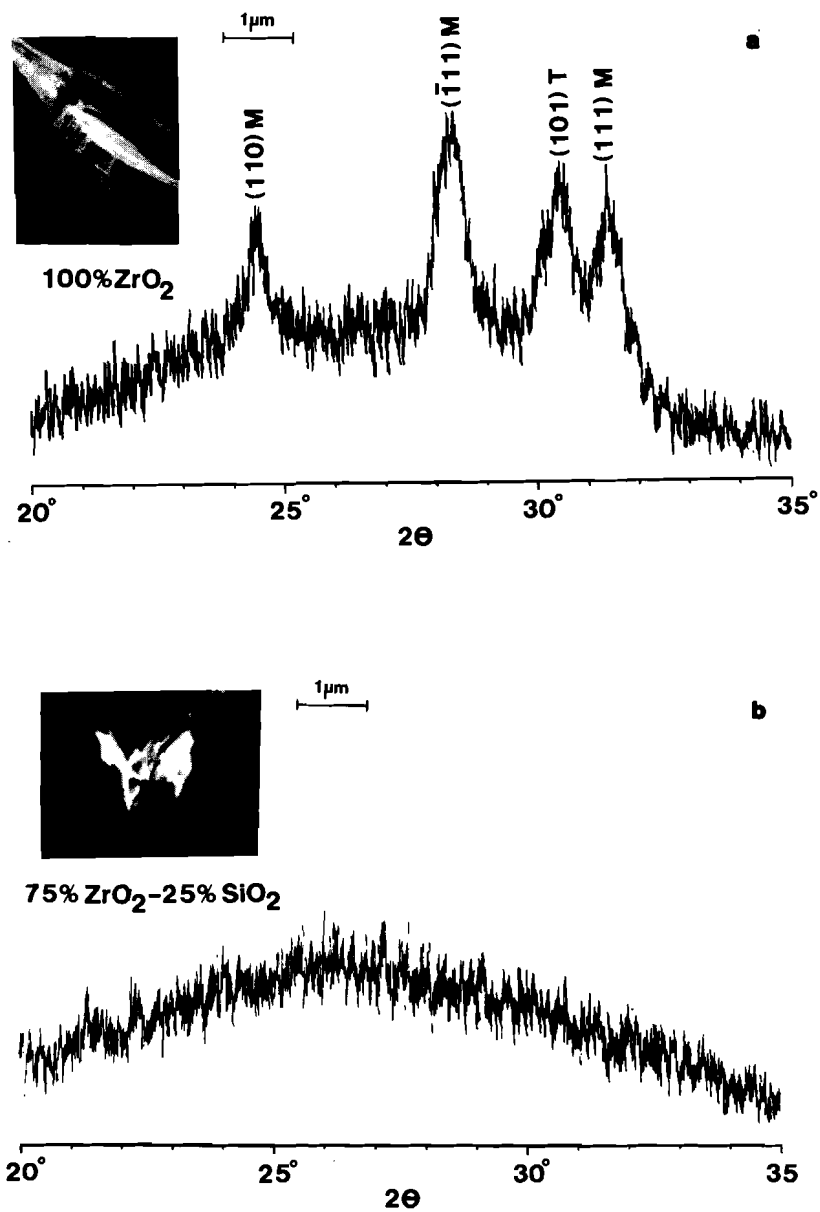 1μm
a
(110) M
(1̅11) M
(101) T
(111) M
100%ZrO₂
20° 25° 30° 35°
2Θ
1μm
b
75% ZrO₂-25% SiO₂
20° 25° 30° 35
2Θ